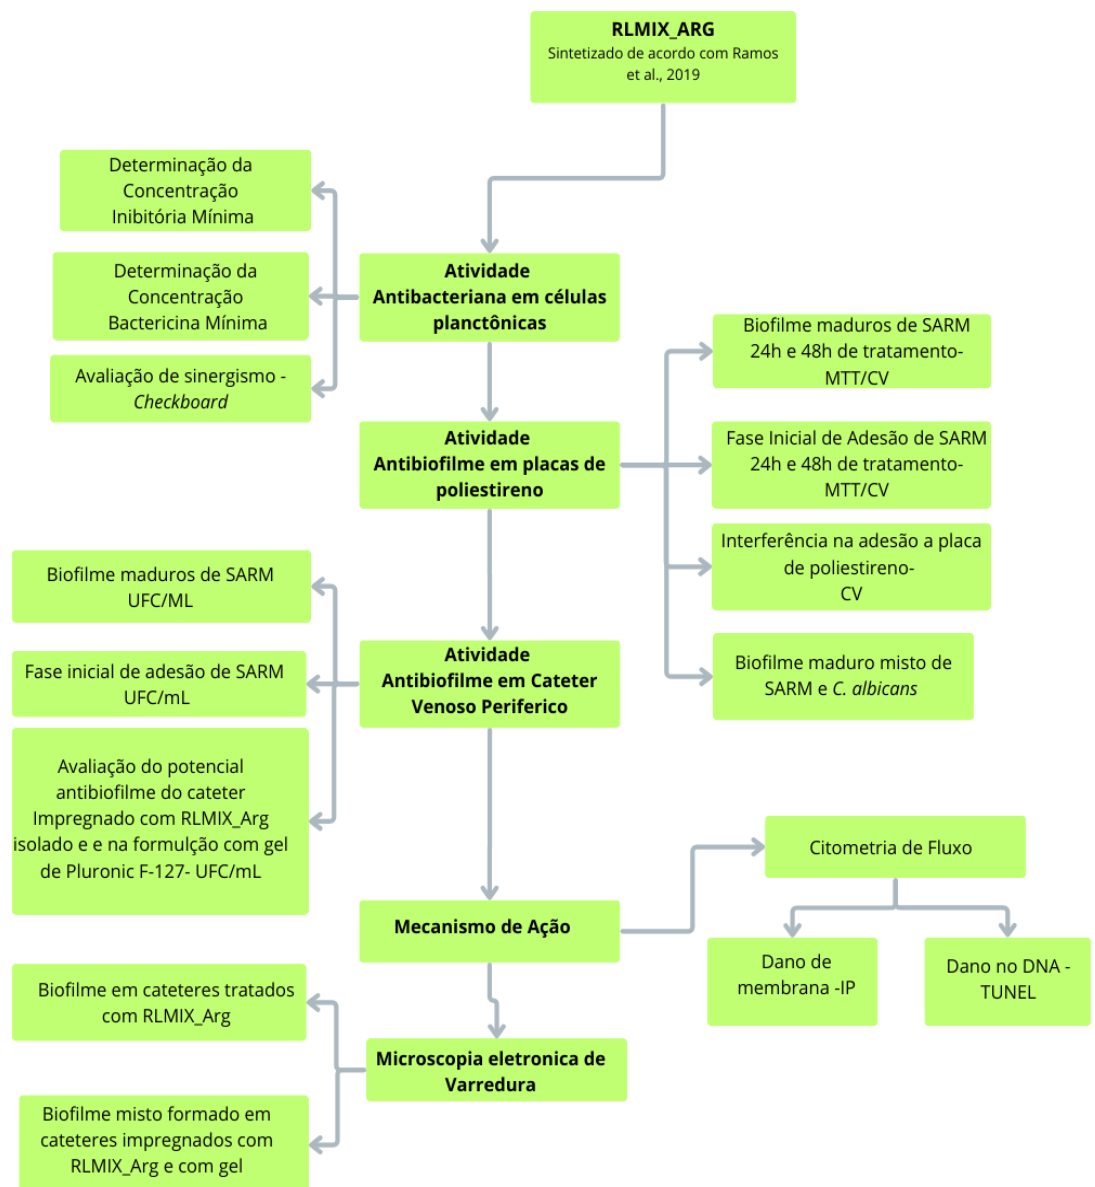 RLMIX_ARG
Sintetizado de acordo com Ramos
et al., 2019
Determinação da
Concentração
Inibitória Mínima
Determinação da
Concentração
Bactericina Mínima
Avaliação de sinergismo -
Checkboard
Atividade
Antibacteriana em células
planctônicas
Biofilme maduros de SARM
24h e 48h de tratamento-
MTT/CV
Atividade
Antibiofilme em placas de
poliestireno
Fase Inicial de Adesão de SARM
24h e 48h de tratamento-
MTT/CV
Interferência na adesão a placa
de poliestireno-
CV
Biofilme maduro misto de
SARM e C. albicans
Biofilme maduros de SARM
UFC/ML
Fase inicial de adesão de SARM
UFC/mL
Avaliação do potencial
antibiofilme do cateter
Impregnado com RLMIX_Arg
isolado e e na formulção com gel
de Pluronic F-127- UFC/mL
Atividade
Antibiofilme em Cateter
Venoso Periferico
Mecanismo de Ação
Citometria de Fluxo
Dano de
membrana -IP
Dano no DNA -
TUNEL
Biofilme em cateteres tratados
com RLMIX_Arg
Microscopia eletronica de
Varredura
Biofilme misto formado em
cateteres impregnados com
RLMIX_Arg e com gel